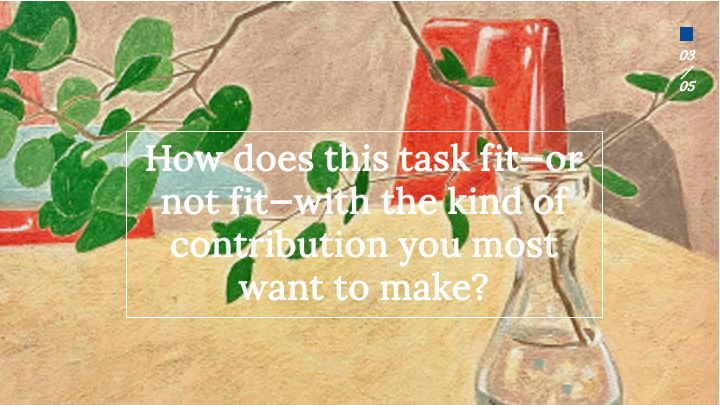 03
/
05
How does this task fit—or
not fit—with the kind of
contribution you most
want to make?